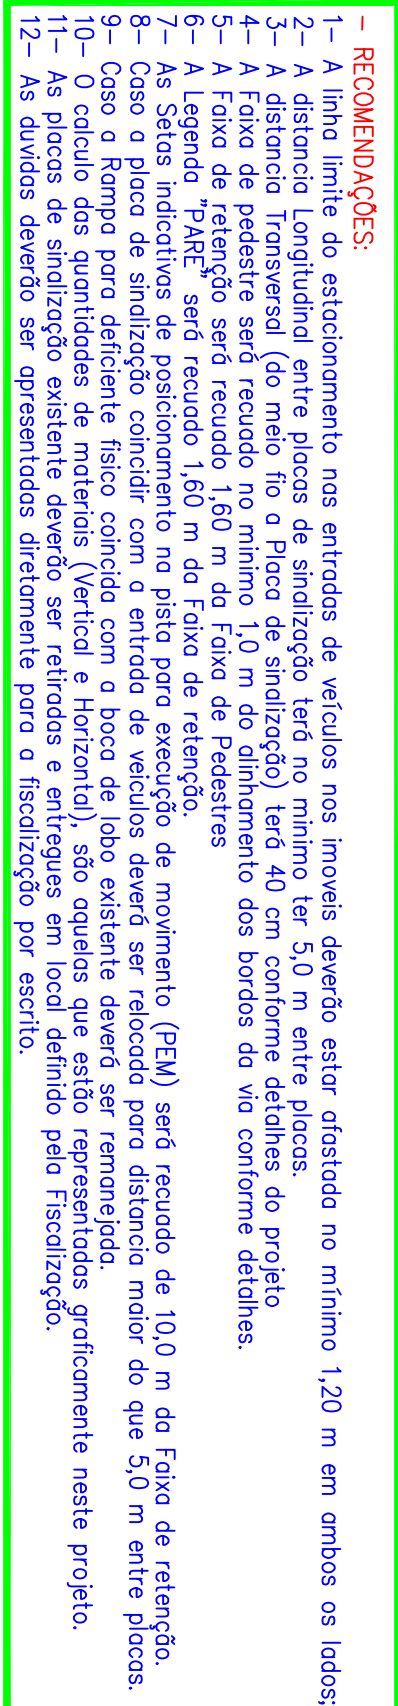 - RECOMENDAÇÕES:
1- A linha limite do estacionamento nas entradas de veículos nos imoveis deverão estar afastada no mínimo 1,20 m em ambos os lados;
2- A distancia Longitudinal entre placas de sinalização terá no minimo ter 5,0 m entre placas.
3- A distancia Transversal (do meio fio a Placa de sinalização) terá 40 cm conforme detalhes do projeto
4- A Faixa de pedestre será recuado no minimo 1,0 m do alinhamento dos bordos da via conforme detalhes.
5- A Faixa de retenção será recuado 1,60 m da Faixa de Pedestres
6- A Legenda "PARE" será recuado 1,60 m da Faixa de retenção.
7- As Setas indicativas de posicionamento na pista para execução de movimento (PEM) será recuado de 10,0 m da Faixa de retenção.
8- Caso a placa de sinalização coincidir com a entrada de veiculos deverá ser relocada para distancia maior do que 5,0 m entre placas.
9- Caso a Rampa para deficiente fisico coincida com a boca de lobo existente deverá ser remanejada.
10- O calculo das quantidades de materiais (Vertical e Horizontal), são aquelas que estão representadas graficamente neste projeto.
11- As placas de sinalização existente deverão ser retiradas e entregues em local definido pela Fiscalização.
12- As duvidas deverão ser apresentadas diretamente para a fiscalização por escrito.